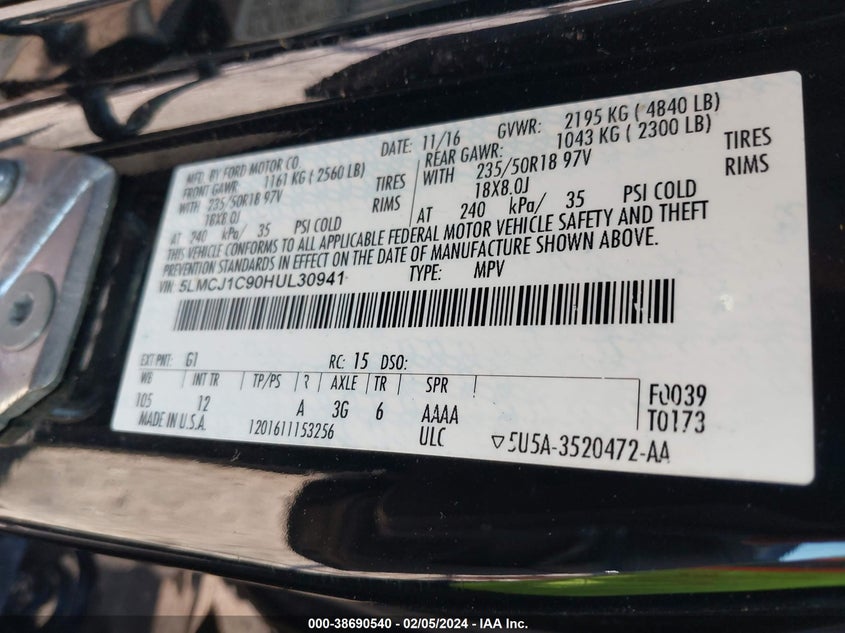 MFD. BY FORD MOTOR CO. DATE: 11/16 GVWR: 2195 KG ( 4840 LB)
FRONT GAWR: 1161 KG ( 2560 LB) REAR GAWR: 1043 KG ( 2300 LB)
WITH 235/50R18 97V TIRES WITH 235/50R18 97V TIRES
18X8.0J RIMS 18X8.0J RIMS
AT 240 kPa/ 35 PSI COLD AT 240 kPa/ 35 PSI COLD
THIS VEHICLE CONFORMS TO ALL APPLICABLE FEDERAL MOTOR VEHICLE SAFETY AND THEFT
PREVENTION STANDARDS IN EFFECT ON THE DATE OF MANUFACTURE SHOWN ABOVE.
VIN: 5LMCJ1C90HUL30941 TYPE: MPV
EXT PNT: G1 RC: 15 DSO:
WB INT TR TP/PS R AXLE TR SPR
105 12 A 3G 6 AAAA
F0039
T0173
MADE IN U.S.A. 1201611153256 ULC ▽5U5A-3520472-AA
000-38690540 - 02/05/2024 - IAA Inc.